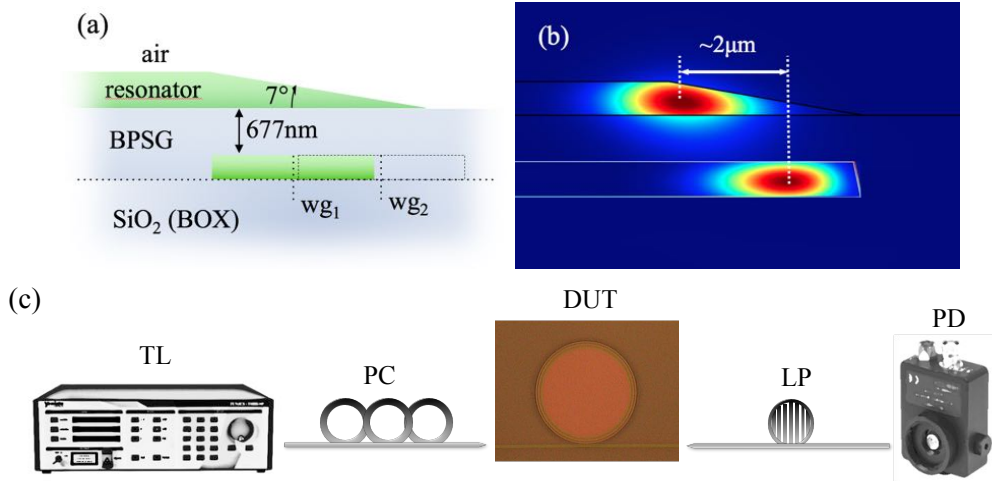 (a)
air
resonator
7°
677nm
BPSG
wg₁
wg₂
SiO₂ (BOX)
(b)
~2μm
(c)
TL
PC
DUT
LP
PD